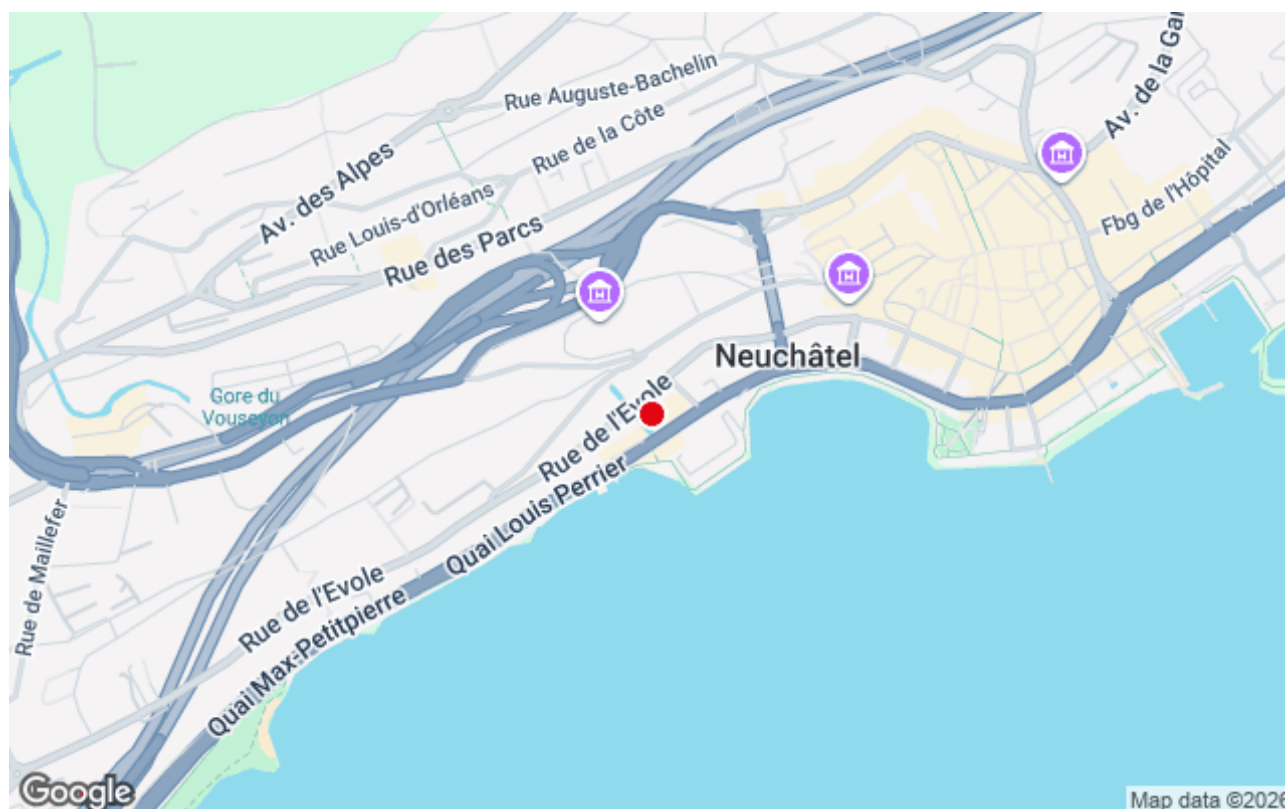 Rue Auguste-Bachelin
Av. de la Gar
Rue de la Côte
Av. des Alpes
Fbg de l'Hôpital
Rue Louis-d'Orléans
Rue des Parcs
Neuchâtel
Gore du
Vouseyon
Rue de l'Evole
Quai Louis Perrier
Rue de Maillefer
Rue de l'Evole
Quai Max-Petitpierre
Google
Map data ©2026